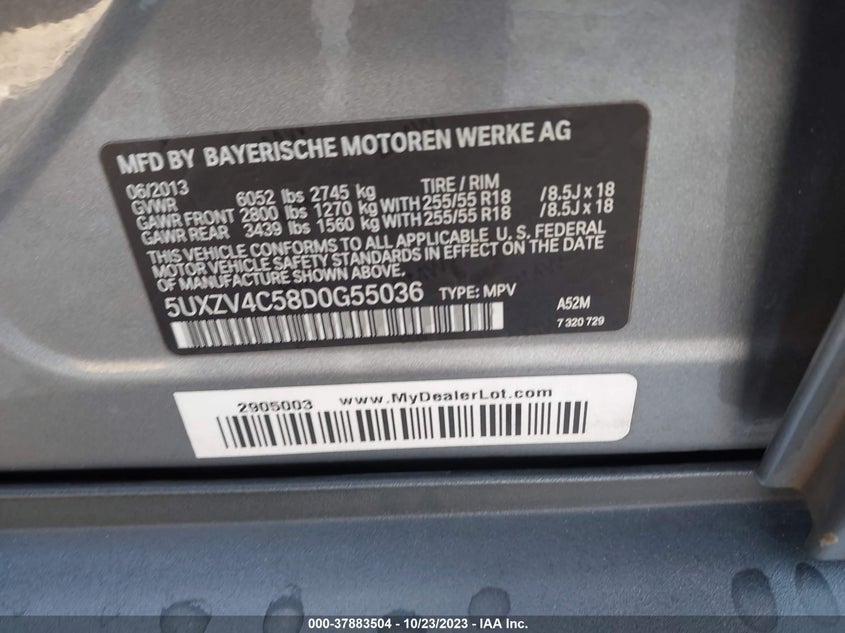 MFD BY BAYERISCHE MOTOREN WERKE AG
06/2013 TIRE / RIM
GVWR 6052 lbs 2745 kg
GAWR FRONT 2800 lbs 1270 kg WITH 255/55 R18 /8.5J x 18
GAWR REAR 3439 lbs 1560 kg WITH 255/55 R18 /8.5J x 18
THIS VEHICLE CONFORMS TO ALL APPLICABLE U. S. FEDERAL
MOTOR VEHICLE SAFETY STANDARDS IN EFFECT ON THE DATE
OF MANUFACTURE SHOWN ABOVE.
5UXZV4C58D0G55036 TYPE: MPV A52M
7 320 729
2905003 www.MyDealerLot.com
000-37883504 - 10/23/2023 - IAA Inc.